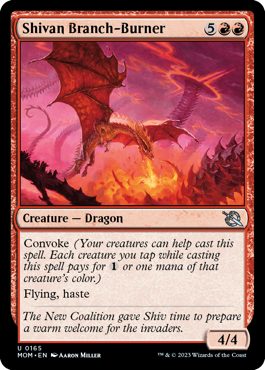 Shivan Branch-Burner 5
Creature — Dragon
Convoke (Your creatures can help cast this
spell. Each creature you tap while casting
this spell pays for 1 or one mana of that
creature's color.)
Flying, haste
The New Coalition gave Shiv time to prepare
a warm welcome for the invaders.
4/4
U 0165
MOM • EN AARON MILLER
™ & © 2023 Wizards of the Coast